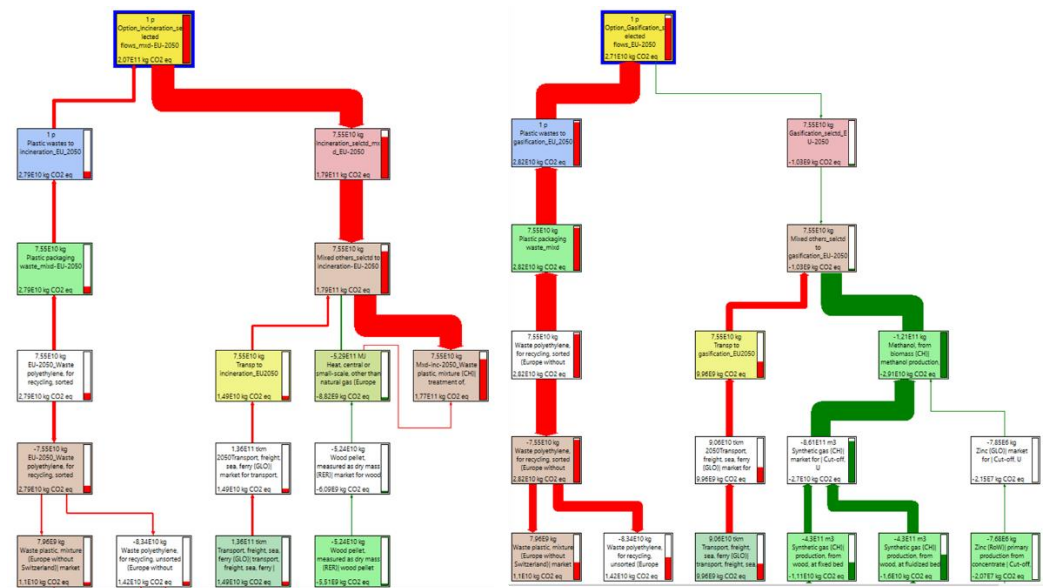 1 p
Option_Incineration_se
lected
flows_mxd-EU-2050
2,07E11 kg CO2 eq
1 p
Plastic wastes to
incineration_EU_2050
2,79E10 kg CO2 eq
7,55E10 kg
Incineration_selctd_mx
d_EU-2050
1,79E11 kg CO2 eq
7,55E10 kg
Plastic packaging
waste_mixd-EU-2050
2,79E10 kg CO2 eq
7,55E10 kg
Mixed others_selctd to
incineration-EU-2050
1,79E11 kg CO2 eq
7,55E10 kg
EU-2050_Waste
polyethylene, for
recycling, sorted
2,79E10 kg CO2 eq
7,55E10 kg
Transp to
incineration_EU2050
1,49E10 kg CO2 eq
-5,29E11 MJ
Heat, central or
small-scale, other than
natural gas {Europe
-8,82E9 kg CO2 eq
7,55E10 kg
Mxd-inc-2050_Waste
plastic, mixture {CH}|
treatment of,
1,77E11 kg CO2 eq
-7,55E10 kg
EU-2050_Waste
polyethylene, for
recycling, sorted
2,79E10 kg CO2 eq
1,36E11 tkm
2050Transport, freight,
sea, ferry {GLO}|
market for transport,
1,49E10 kg CO2 eq
-5,24E10 kg
Wood pellet,
measured as dry mass
{RER}| market for wood
-6,09E9 kg CO2 eq
7,96E9 kg
Waste plastic, mixture
{Europe without
Switzerland}| market
1,1E10 kg CO2 eq
-8,34E10 kg
Waste polyethylene,
for recycling, unsorted
{Europe without
1,42E10 kg CO2 eq
1,36E11 tkm
Transport, freight, sea,
ferry {GLO}| transport,
freight, sea, ferry |
1,49E10 kg CO2 eq
-5,24E10 kg
Wood pellet,
measured as dry mass
{RER}| wood pellet
-5,51E9 kg CO2 eq
1 p
Option_Gasification_s
elected
flows_EU-2050
2,71E10 kg CO2 eq
1 p
Plastic wastes to
gasification_EU_2050
2,82E10 kg CO2 eq
7,55E10 kg
Gasification_selctd_E
U-2050
-1,03E9 kg CO2 eq
7,55E10 kg
Plastic packaging
waste_mixd
2,82E10 kg CO2 eq
7,55E10 kg
Mixed others_selctd to
gasification_EU-2050
-1,03E9 kg CO2 eq
7,55E10 kg
Waste polyethylene,
for recycling, sorted
{Europe without
2,82E10 kg CO2 eq
7,55E10 kg
Transp to
gasification_EU2050
9,96E9 kg CO2 eq
-1,21E11 kg
Methanol, from
biomass {CH}|
methanol production,
-2,91E10 kg CO2 eq
-7,55E10 kg
Waste polyethylene,
for recycling, sorted
{Europe without
2,82E10 kg CO2 eq
9,06E10 tkm
2050Transport, freight,
sea, ferry
{GLO}| market for
9,96E9 kg CO2 eq
-8,61E11 m3
Synthetic gas {CH}|
market for | Cut-off,
U
-2,7E10 kg CO2 eq
-7,85E6 kg
Zinc {GLO}| market
for | Cut-off, U
-2,15E7 kg CO2 eq
7,96E9 kg
Waste plastic, mixture
{Europe without
Switzerland}| market
1,1E10 kg CO2 eq
-8,34E10 kg
Waste polyethylene,
for recycling, unsorted
{Europe without
1,42E10 kg CO2 eq
9,06E10 tkm
Transport, freight, sea,
ferry {GLO}| transport,
freight, sea, ferry |
9,96E9 kg CO2 eq
-4,3E11 m3
Synthetic gas {CH}|
production, from
wood, at fixed bed
-1,11E10 kg CO2 eq
-4,3E11 m3
Synthetic gas {CH}|
production, from
wood, at fluidized bed
-1,6E10 kg CO2 eq
-7,68E6 kg
Zinc {RoW}| primary
production from
concentrate | Cut-off,
-2,07E7 kg CO2 eq